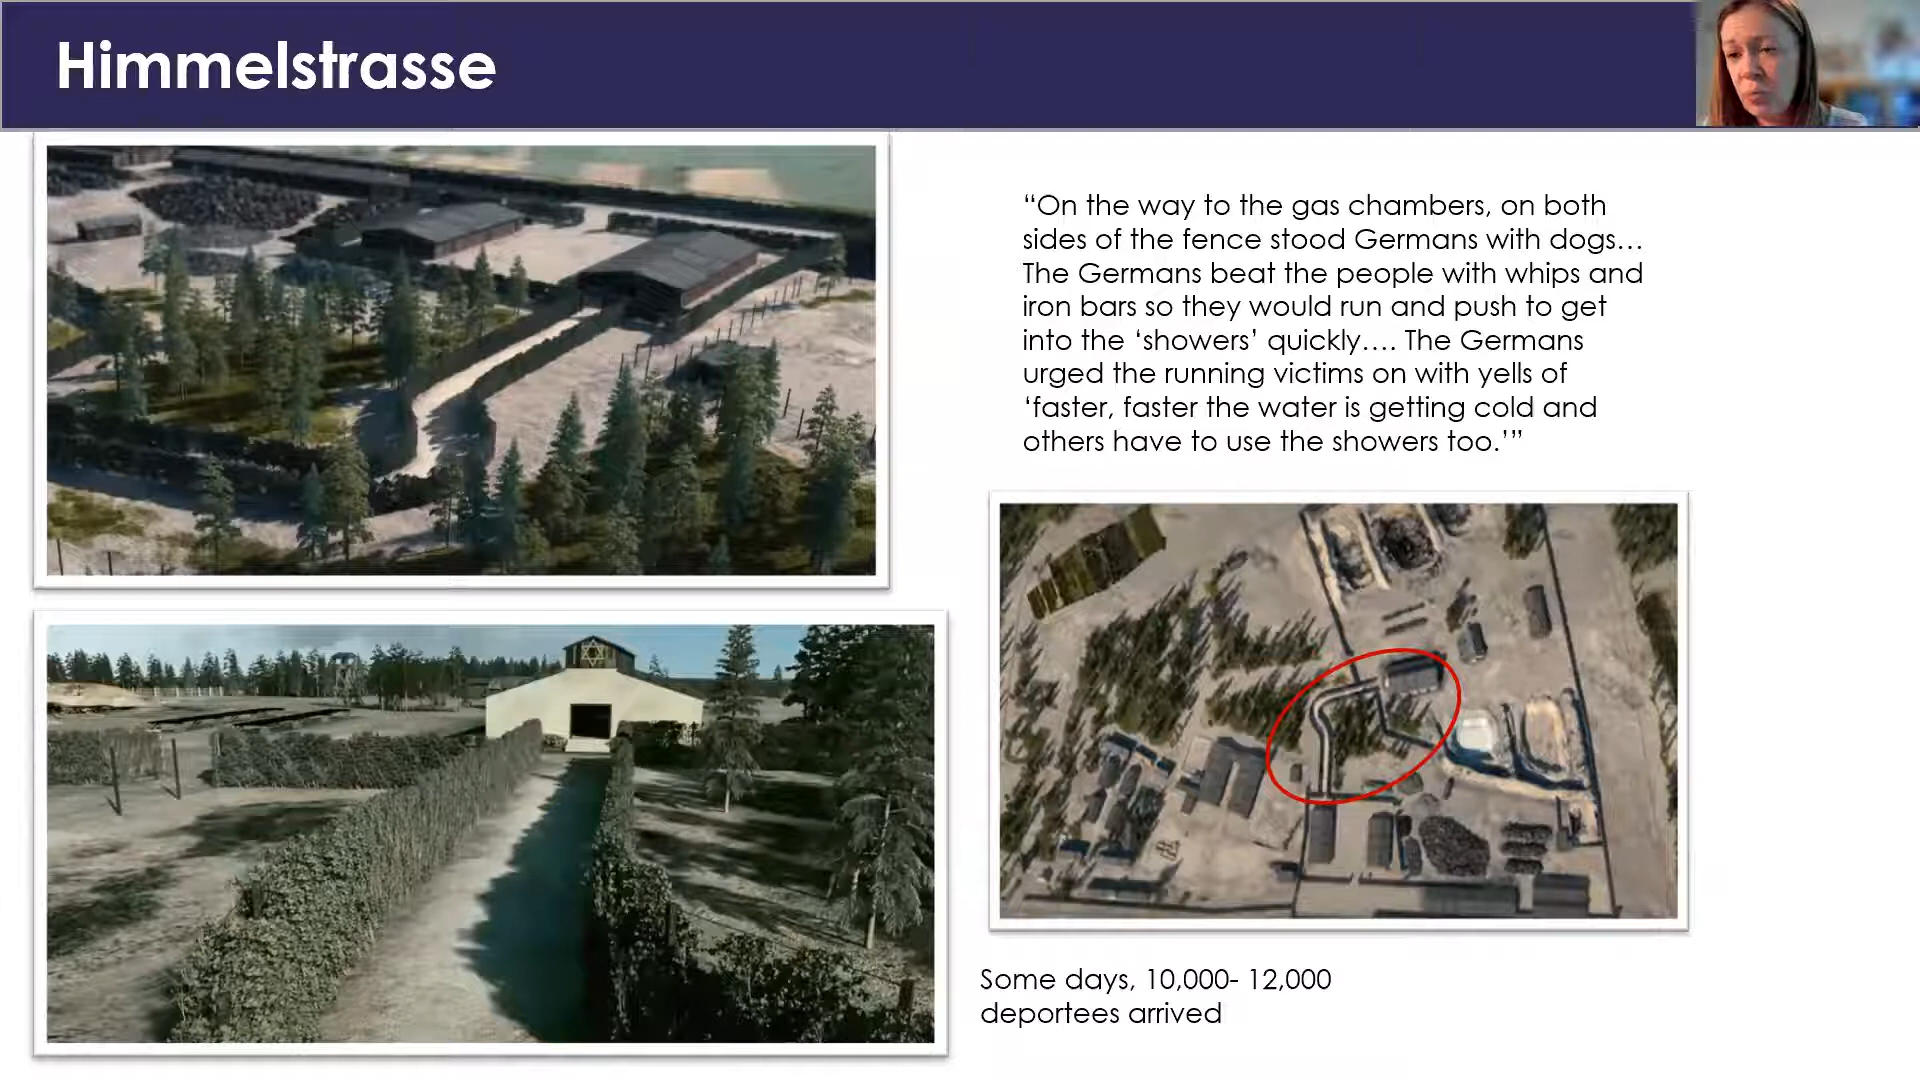 Himmelstrasse
“On the way to the gas chambers, on both
sides of the fence stood Germans with dogs…
The Germans beat the people with whips and
iron bars so they would run and push to get
into the ‘showers’ quickly…. The Germans
urged the running victims on with yells of
‘faster, faster the water is getting cold and
others have to use the showers too.’”
Some days, 10,000- 12,000
deportees arrived